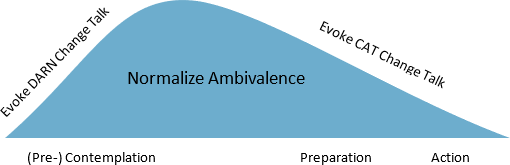 Evoke DARN Change Talk
Evoke CAT Change Talk
Normalize Ambivalence
(Pre-) Contemplation
Preparation
Action